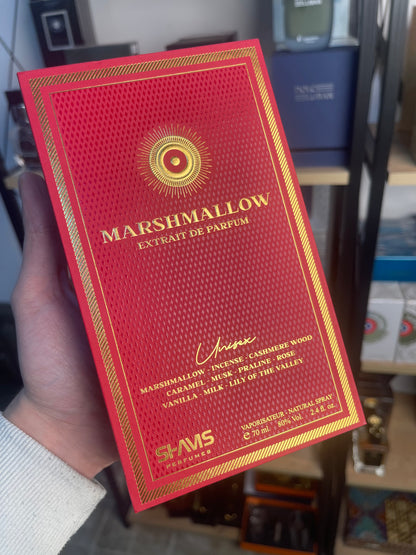 MARSHMALLOW
EXTRAIT DE PARFUM
Unisex
MARSHMALLOW · INCENSE · CASHMERE WOOD
CARAMEL · MUSK · PRALINE · ROSE
VANILLA · MILK · LILY OF THE VALLEY
SHAVIS
PERFUMES
VAPORISATEUR · NATURAL SPRAY
℮ 70 ml 80% Vol. 2.4 fl. oz.